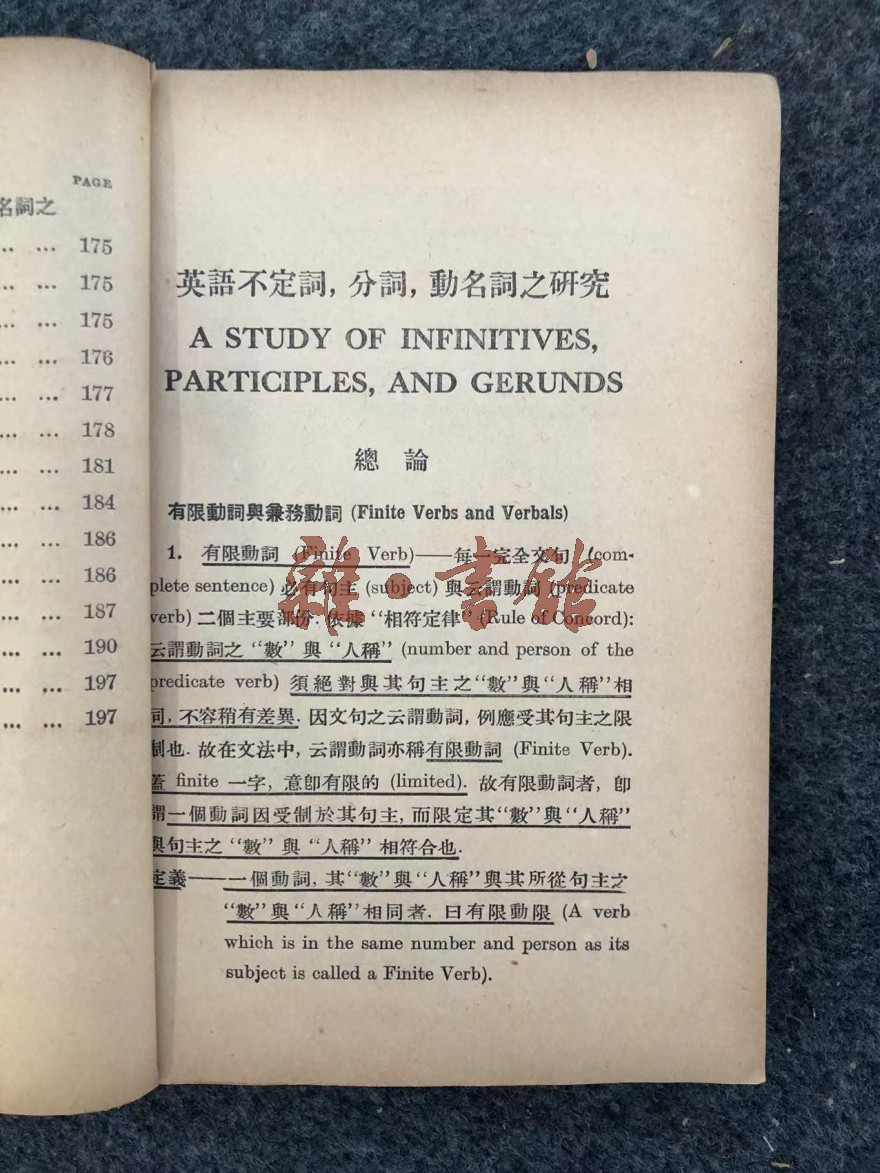 PAGE
名詞之
.. ... 175
... ... 175
... ... 175
... ... 176
... ... 177
... ... 178
... ... 181
... ... 184
... ... 186
... ... 186
... ... 187
... ... 190
... ... 197
... ... 197
英語不定詞, 分詞, 動名詞之研究
A STUDY OF INFINITIVES,
PARTICIPLES, AND GERUNDS
總 論
有限動詞與兼務動詞 (Finite Verbs and Verbals)
1. 有限動詞 (Finite Verb)——每一完全文句 (com-
plete sentence) 必有句主 (subject) 與云謂動詞 (predicate
verb) 二個主要部份. 依據 “相符定律” (Rule of Concord):
云謂動詞之 “數” 與 “人稱” (number and person of the
predicate verb) 須絕對與其句主之“數”與“人稱”相
同, 不容稍有差異. 因文句之云謂動詞, 例應受其句主之限
制也. 故在文法中, 云謂動詞亦稱有限動詞 (Finite Verb).
蓋 finite 一字, 意卽有限的 (limited). 故有限動詞者, 卽
謂一個動詞因受制於其句主, 而限定其“數”與“人稱”
與句主之 “數” 與 “人稱” 相符合也.
定義——一個動詞, 其“數”與“人稱”與其所從句主之
“數”與“人稱”相同者. 曰有限動限 (A verb
which is in the same number and person as its
subject is called a Finite Verb).
雜·書館